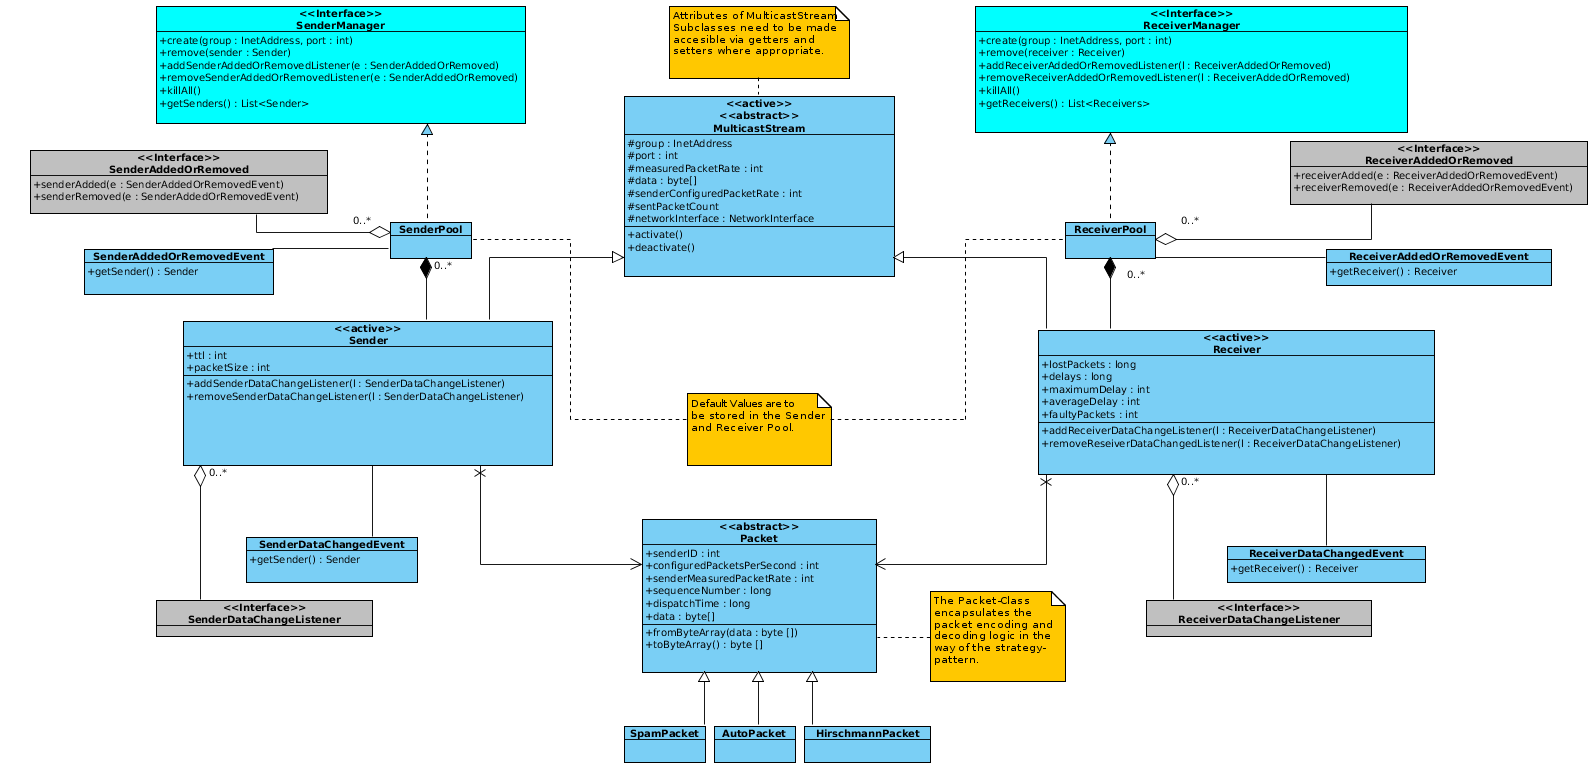 <<Interface>>
SenderManager
+create(group : InetAddress, port : int)
+remove(sender : Sender)
+addSenderAddedOrRemovedListener(e : SenderAddedOrRemoved)
+removeSenderAddedOrRemovedListener(e : SenderAddedOrRemoved)
+killAll()
+getSenders() : List<Sender>
Attributes of MulticastStream
Subclasses need to be made
accesible via getters and
setters where appropriate.
<<Interface>>
ReceiverManager
+create(group : InetAddress, port : int)
+remove(receiver : Receiver)
+addReceiverAddedOrRemovedListener(l : ReceiverAddedOrRemoved)
+removeReceiverAddedOrRemovedListener(l : ReceiverAddedOrRemoved)
+killAll()
+getReceivers() : List<Receivers>
<<active>>
<<abstract>>
MulticastStream
#group : InetAddress
#port : int
#measuredPacketRate : int
#data : byte[]
#senderConfiguredPacketRate : int
#sentPacketCount
#networkInterface : NetworkInterface
+activate()
+deactivate()
<<Interface>>
SenderAddedOrRemoved
+senderAdded(e : SenderAddedOrRemovedEvent)
+senderRemoved(e : SenderAddedOrRemovedEvent)
<<Interface>>
ReceiverAddedOrRemoved
+receiverAdded(e : ReceiverAddedOrRemovedEvent)
+receiverRemoved(e : ReceiverAddedOrRemovedEvent)
0..*
SenderPool
0..*
ReceiverPool
0..*
0..*
SenderAddedOrRemovedEvent
+getSender() : Sender
ReceiverAddedOrRemovedEvent
+getReceiver() : Receiver
<<active>>
Sender
+ttl : int
+packetSize : int
+addSenderDataChangeListener(l : SenderDataChangeListener)
+removeSenderDataChangeListener(l : SenderDataChangeListener)
<<active>>
Receiver
+lostPackets : long
+delays : long
+maximumDelay : int
+averageDelay : int
+faultyPackets : int
+addReceiverDataChangeListener(l : ReceiverDataChangeListener)
+removeReseiverDataChangedListener(l : ReceiverDataChangeListener)
Default Values are to
be stored in the Sender
and Receiver Pool.
0..*
0..*
<<abstract>>
Packet
+senderID : int
+configuredPacketsPerSecond : int
+senderMeasuredPacketRate : int
+sequenceNumber : long
+dispatchTime : long
+data : byte[]
+fromByteArray(data : byte [])
+toByteArray() : byte []
SenderDataChangedEvent
+getSender() : Sender
ReceiverDataChangedEvent
+getReceiver() : Receiver
<<Interface>>
SenderDataChangeListener
<<Interface>>
ReceiverDataChangeListener
The Packet-Class
encapsulates the
packet encoding and
decoding logic in the
way of the strategy-
pattern.
SpamPacket
AutoPacket
HirschmannPacket